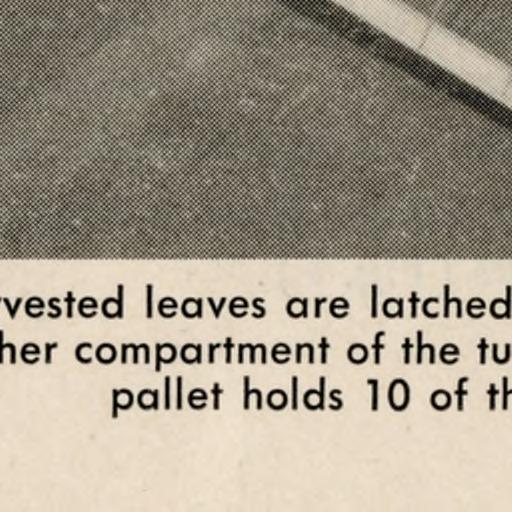 vested leaves are latched
her compartment of the tu
pallet holds 10 of th